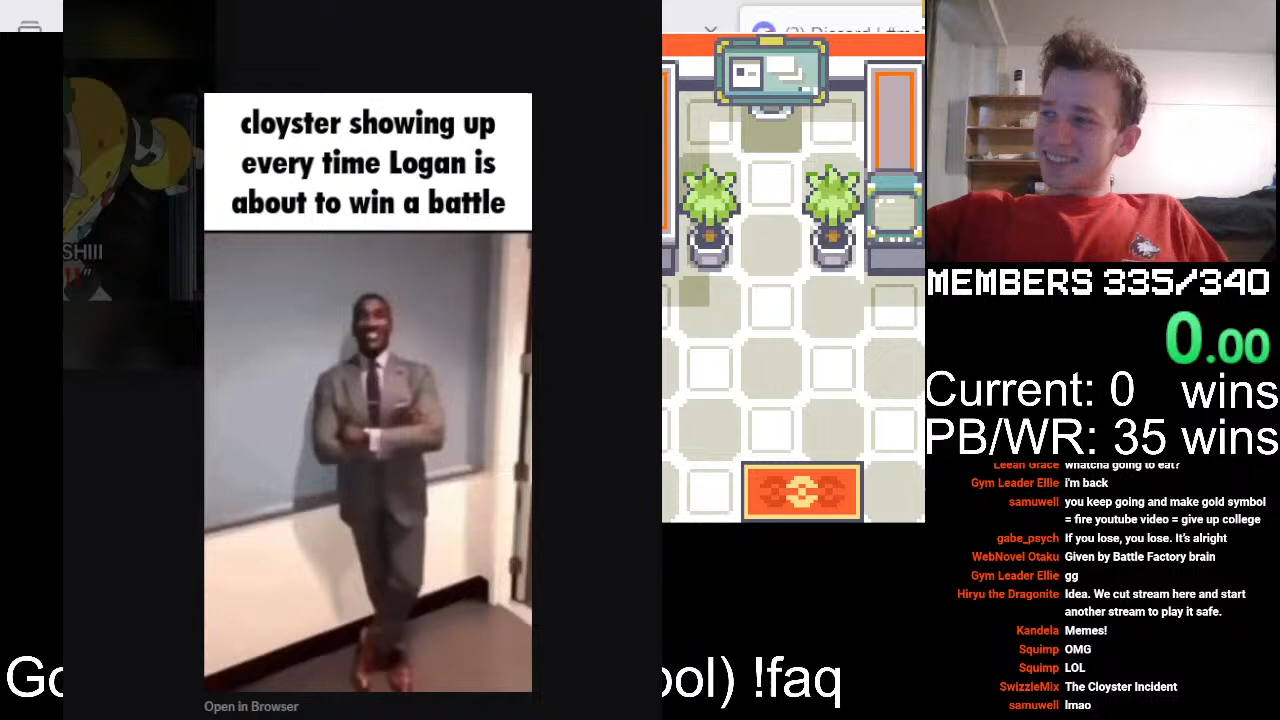 cloyster showing up
every time Logan is
about to win a battle
SHIII
Open in Browser
MEMBERS 335/340
0.00
Current: 0 wins
PB/WR: 35 wins
Leean Grace whatcha going to eat?
Gym Leader Ellie i'm back
samuwell you keep going and make gold symbol
= fire youtube video = give up college
gabe_psych If you lose, you lose. It's alright
WebNovel Otaku Given by Battle Factory brain
Gym Leader Ellie gg
Hiryu the Dragonite Idea. We cut stream here and start
another stream to play it safe.
Kandela Memes!
Squimp OMG
Squimp LOL
SwizzleMix The Cloyster Incident
samuwell lmao
Go
ool) !faq